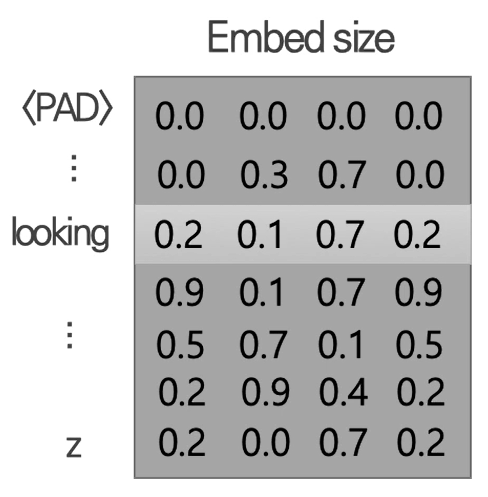 Embed size
〈PAD〉 0.0 0.0 0.0 0.0
⋮ 0.0 0.3 0.7 0.0
looking 0.2 0.1 0.7 0.2
0.9 0.1 0.7 0.9
⋮ 0.5 0.7 0.1 0.5
0.2 0.9 0.4 0.2
z 0.2 0.0 0.7 0.2